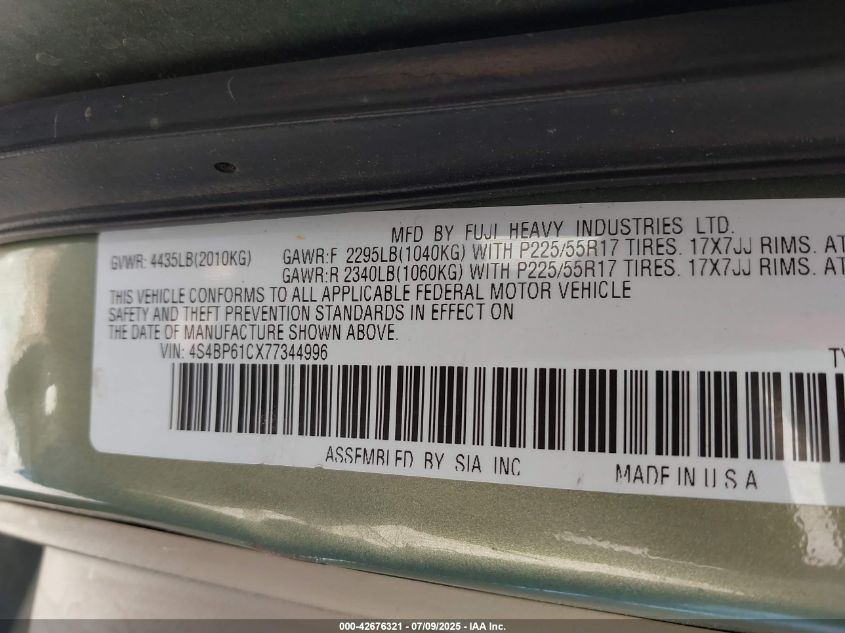 MFD BY FUJI HEAVY INDUSTRIES LTD.
GVWR: 4435LB(2010KG) GAWR:F 2295LB(1040KG) WITH P225/55R17 TIRES. 17X7JJ RIMS. AT
GAWR:R 2340LB(1060KG) WITH P225/55R17 TIRES. 17X7JJ RIMS. AT
THIS VEHICLE CONFORMS TO ALL APPLICABLE FEDERAL MOTOR VEHICLE
SAFETY AND THEFT PREVENTION STANDARDS IN EFFECT ON
THE DATE OF MANUFACTURE SHOWN ABOVE.
VIN: 4S4BP61CX77344996 TY
ASSEMBLED BY SIA INC
MADE IN U S A
000-42676321 / 07/09/2025 - IAA Inc.